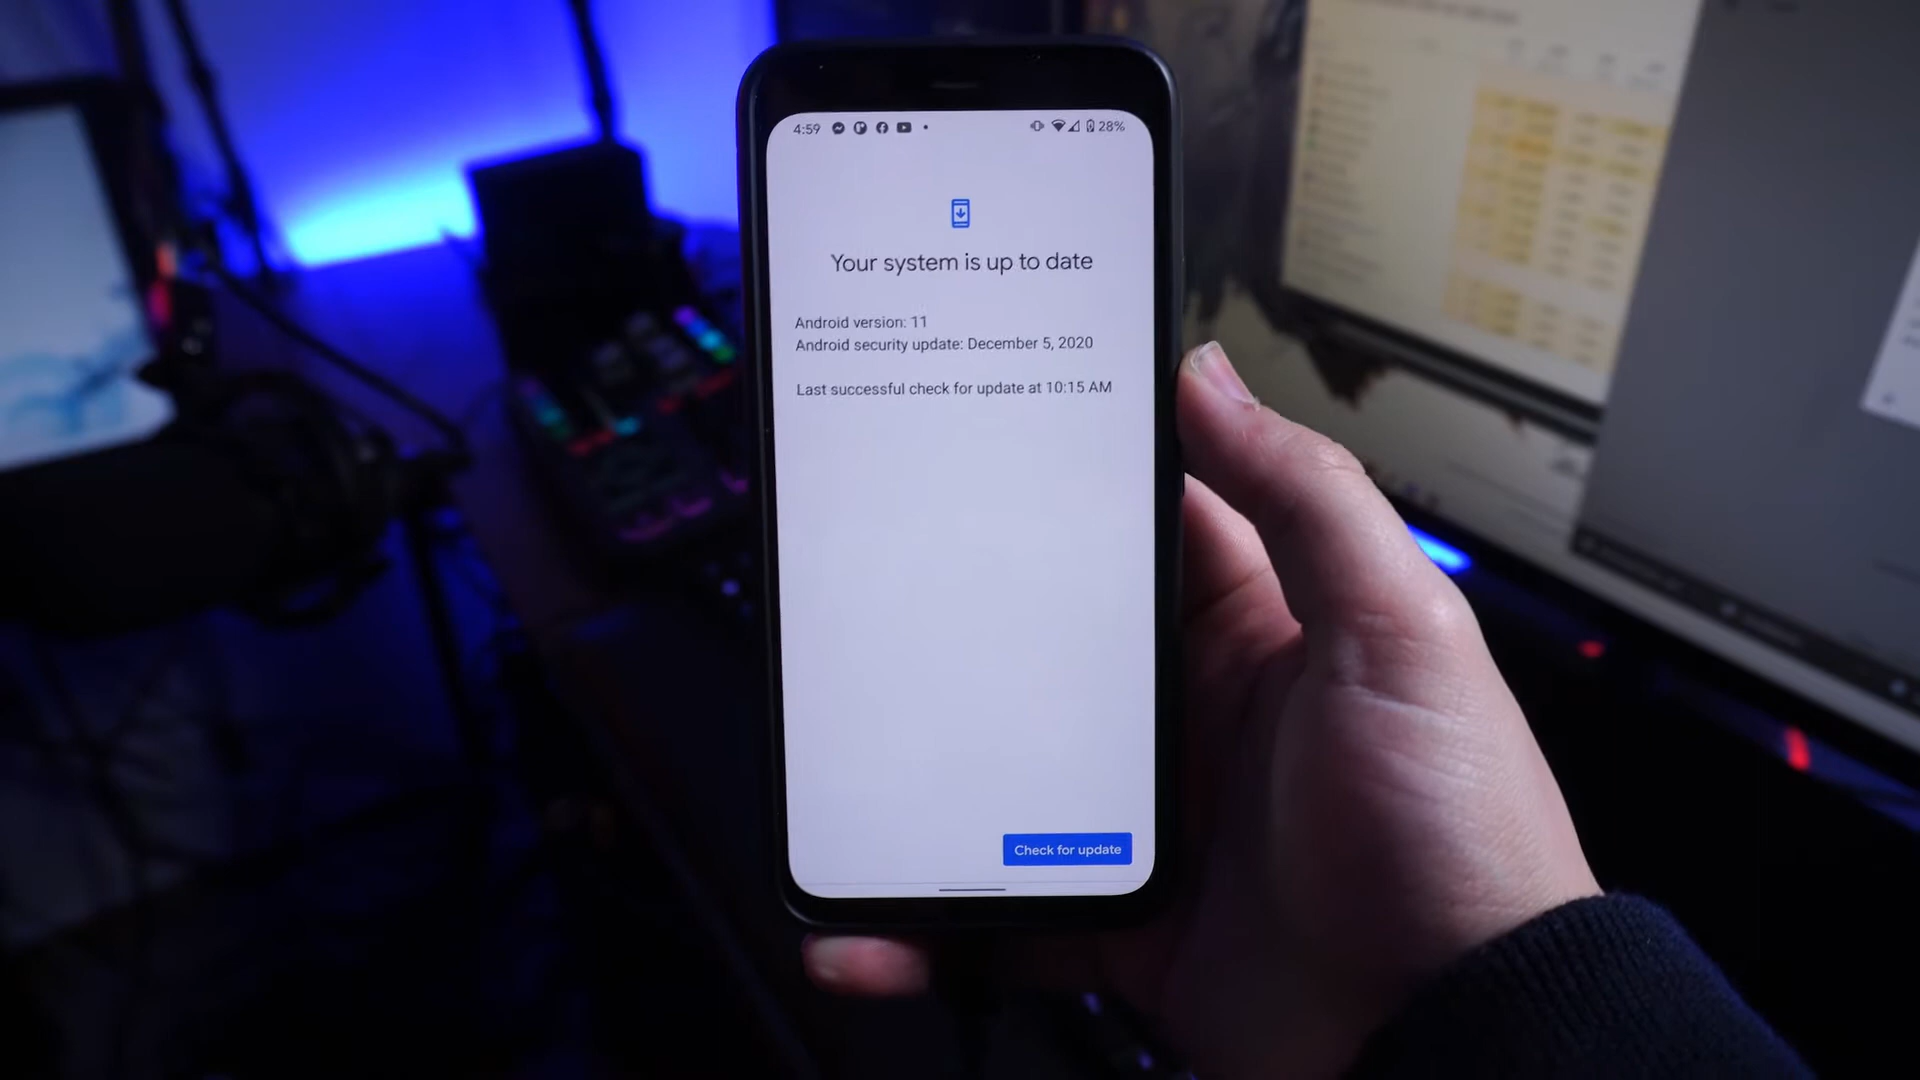 4:59 28%
Your system is up to date
Android version: 11
Android security update: December 5, 2020
Last successful check for update at 10:15 AM
Check for update